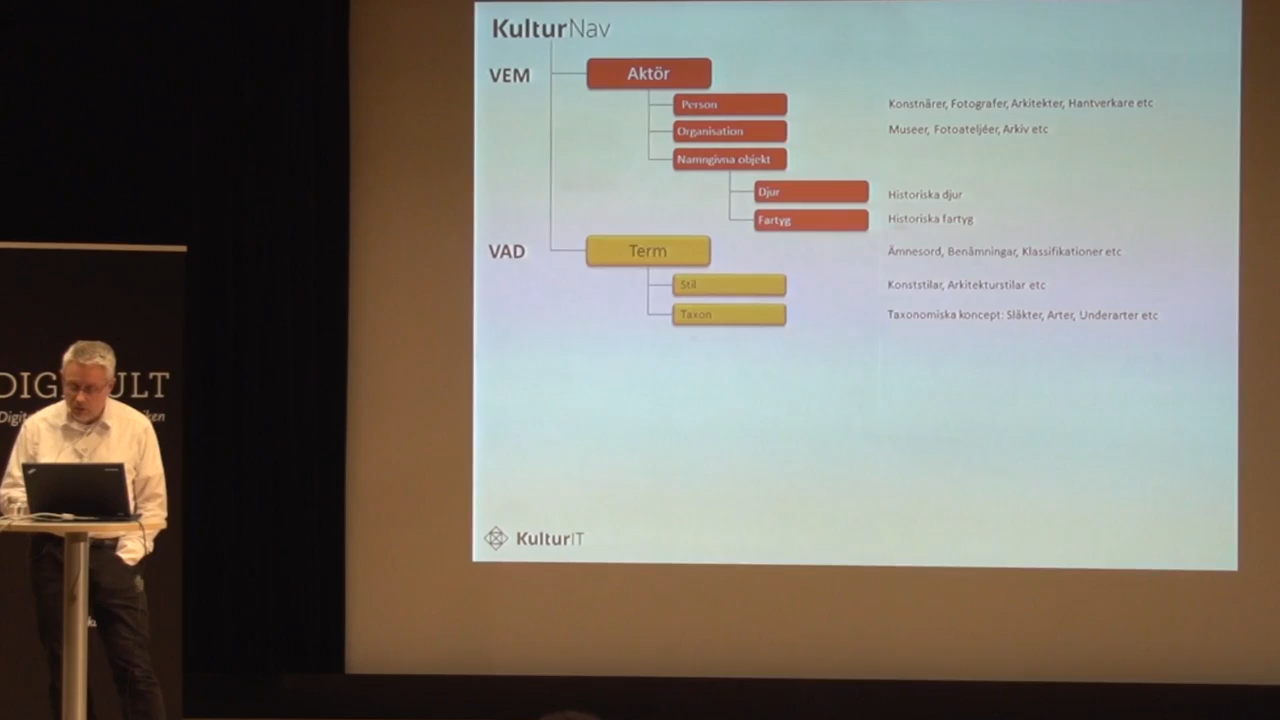 KulturNav
VEM
Aktör
Person
Konstnärer, Fotografer, Arkitekter, Hantverkare etc
Organisation
Museer, Fotoateljéer, Arkiv etc
Namngivna objekt
Djur
Historiska djur
Fartyg
Historiska fartyg
VAD
Term
Ämnesord, Benämningar, Klassifikationer etc
Stil
Konststilar, Arkitekturstilar etc
Taxon
Taxonomiska koncept: Släkter, Arter, Underarter etc
KulturIT